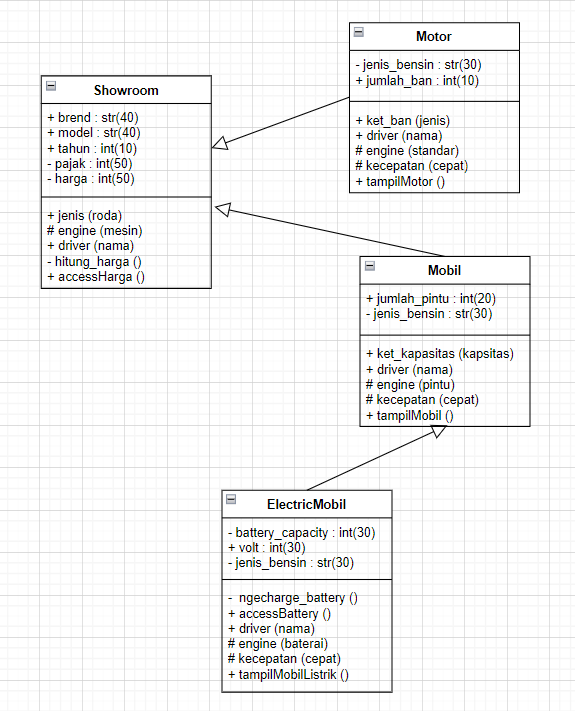 Motor
- jenis_bensin : str(30)
+ jumlah_ban : int(10)
+ ket_ban (jenis)
+ driver (nama)
# engine (standar)
# kecepatan (cepat)
+ tampilMotor ()
Showroom
+ brend : str(40)
+ model : str(40)
+ tahun : int(10)
- pajak : int(50)
- harga : int(50)
+ jenis (roda)
# engine (mesin)
+ driver (nama)
- hitung_harga ()
+ accessHarga ()
Mobil
+ jumlah_pintu : int(20)
- jenis_bensin : str(30)
+ ket_kapasitas (kapsitas)
+ driver (nama)
# engine (pintu)
# kecepatan (cepat)
+ tampilMobil ()
ElectricMobil
- battery_capacity : int(30)
+ volt : int(30)
- jenis_bensin : str(30)
- ngecharge_battery ()
+ accessBattery ()
+ driver (nama)
# engine (baterai)
# kecepatan (cepat)
+ tampilMobilListrik ()